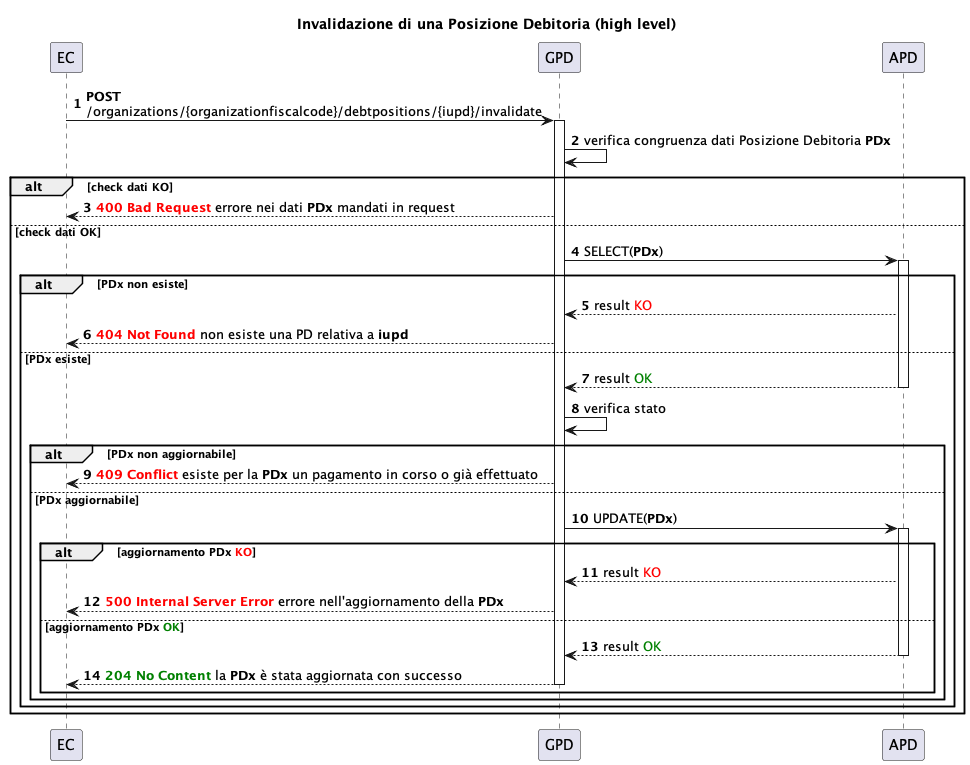 Invalidazione di una Posizione Debitoria (high level)
EC GPD APD
1 POST
/organizations/{organizationfiscalcode}/debtpositions/{iupd}/invalidate
2 verifica congruenza dati Posizione Debitoria PDx
alt [check dati KO]
3 400 Bad Request errore nei dati PDx mandati in request
[check dati OK]
4 SELECT(PDx)
alt [PDx non esiste]
5 result KO
6 404 Not Found non esiste una PD relativa a iupd
[PDx esiste]
7 result OK
8 verifica stato
alt [PDx non aggiornabile]
9 409 Conflict esiste per la PDx un pagamento in corso o già effettuato
[PDx aggiornabile]
10 UPDATE(PDx)
alt [aggiornamento PDx KO]
11 result KO
12 500 Internal Server Error errore nell'aggiornamento della PDx
[aggiornamento PDx OK]
13 result OK
14 204 No Content la PDx è stata aggiornata con successo
EC GPD APD